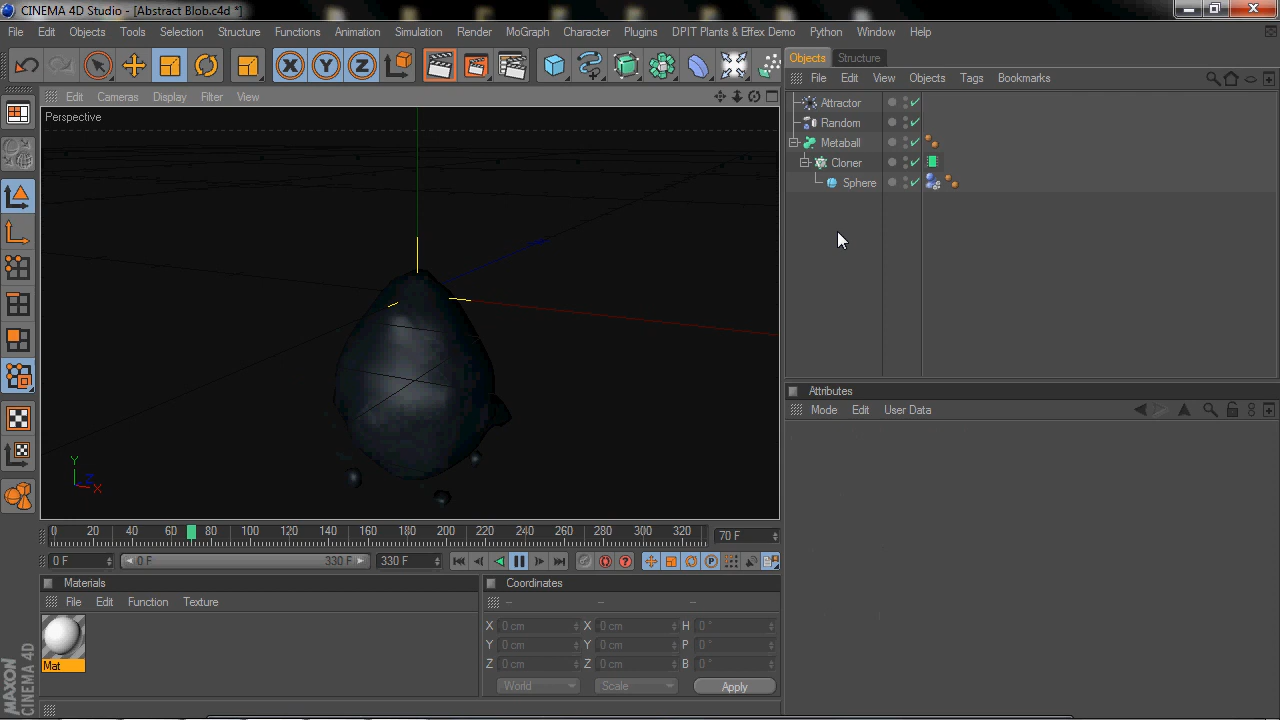 CINEMA 4D Studio - [Abstract Blob.c4d *]
File Edit Objects Tools Selection Structure Functions Animation Simulation Render MoGraph Character Plugins DPIT Plants & Effex Demo Python Window Help
X Y Z
Objects Structure
File Edit View Objects Tags Bookmarks
Edit Cameras Display Filter View
Perspective
Attractor
Random
Metaball
Cloner
Sphere
Attributes
Mode Edit User Data
Y
Z
X
0 20 40 60 80 100 120 140 160 180 200 220 240 260 280 300 320 70 F
0 F 0 F 330 F 330 F
Materials
File Edit Function Texture
Mat
Coordinates
-- -- --
X 0 cm X 0 cm H 0 °
Y 0 cm Y 0 cm P 0 °
Z 0 cm Z 0 cm B 0 °
World Scale Apply
MAXON
CINEMA 4D